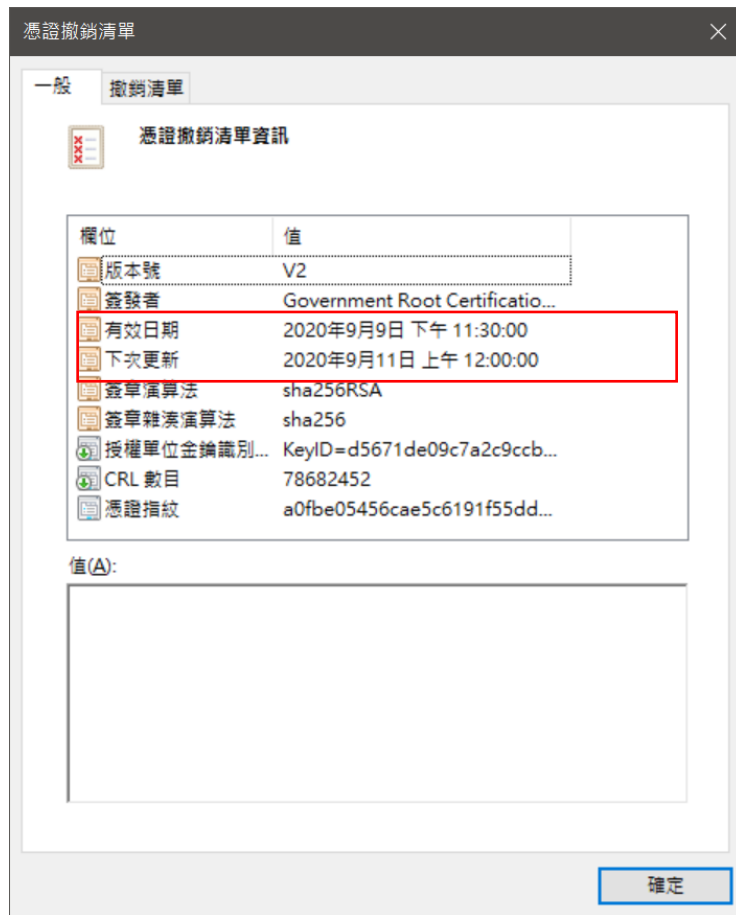 憑證撤銷清單
一般 撤銷清單
憑證撤銷清單資訊
欄位 值
版本號 V2
簽發者 Government Root Certificatio...
有效日期 2020年9月9日 下午 11:30:00
下次更新 2020年9月11日 上午 12:00:00
簽章演算法 sha256RSA
簽章雜湊演算法 sha256
授權單位金鑰識別... KeyID=d5671de09c7a2c9ccb...
CRL 數目 78682452
憑證指紋 a0fbe05456cae5c6191f55dd...
值(A):
確定